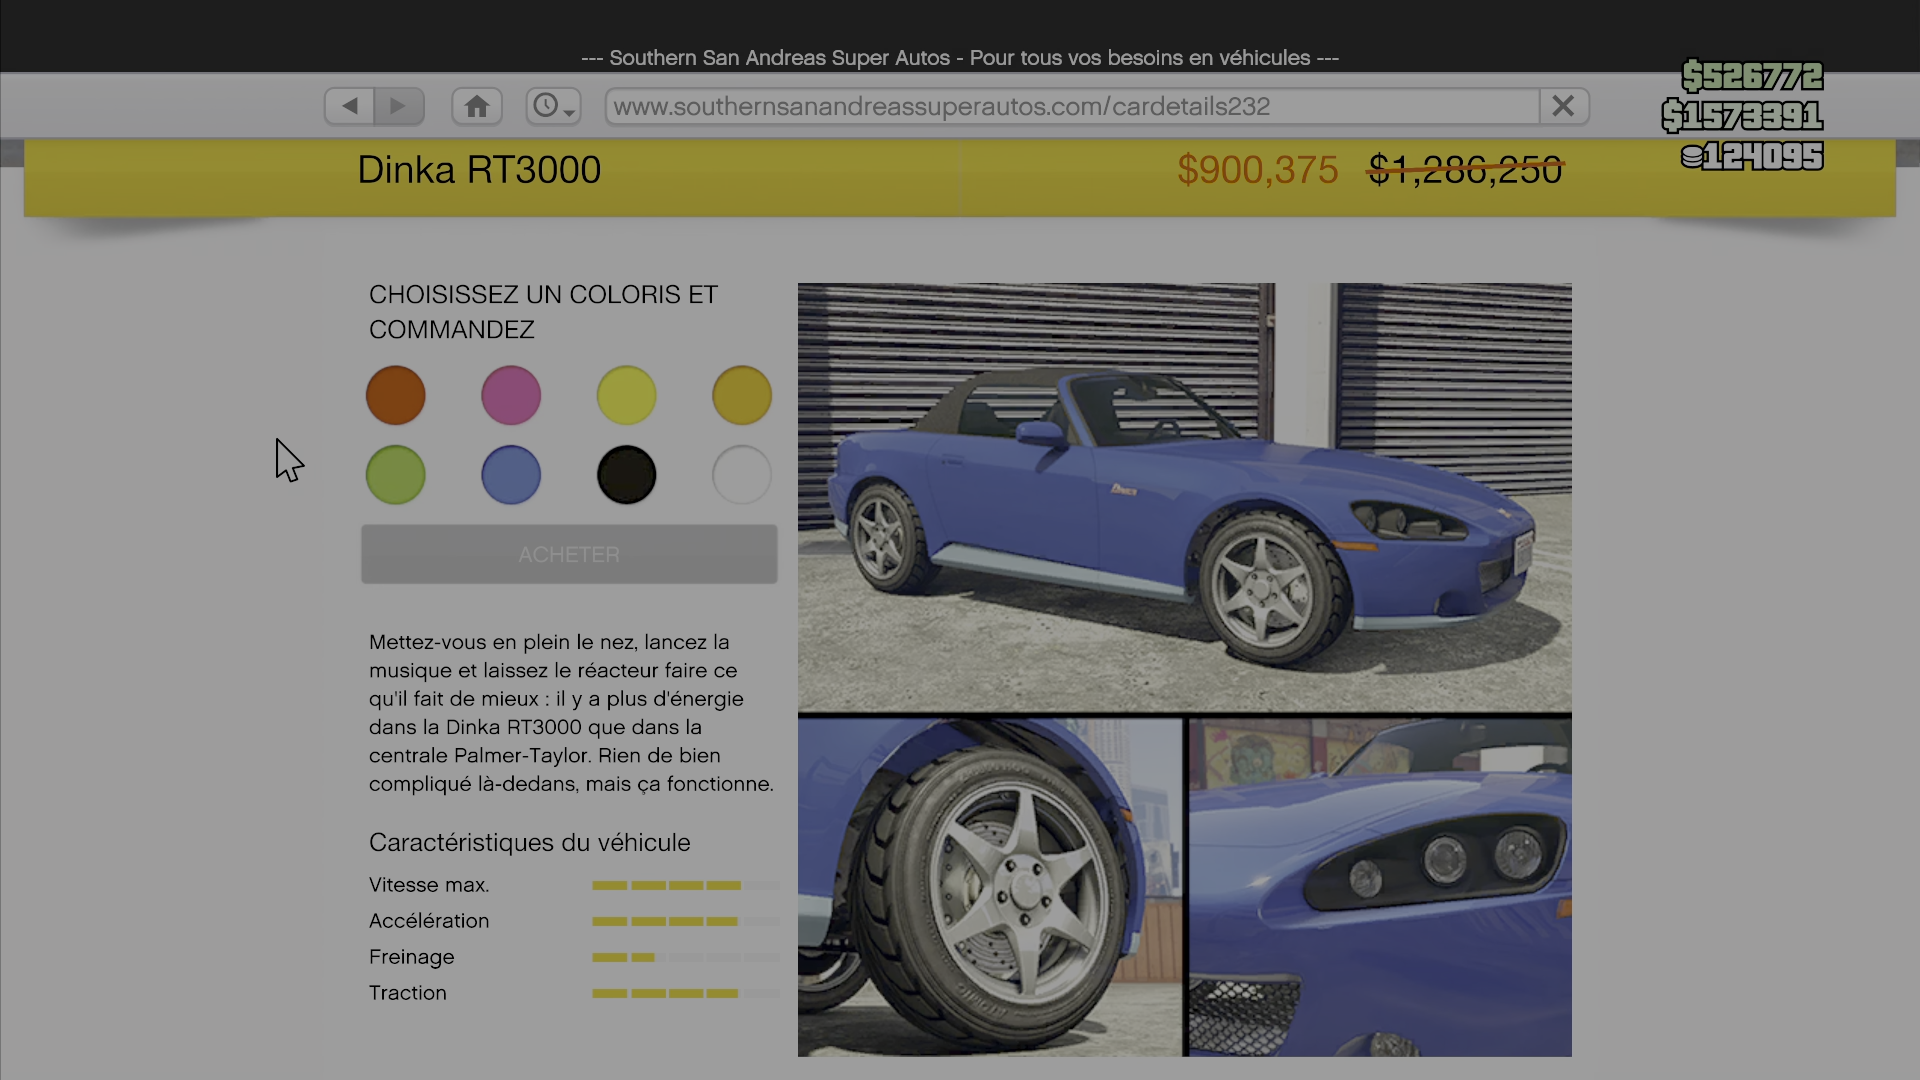 --- Southern San Andreas Super Autos - Pour tous vos besoins en véhicules ---
www.southernsanandreassuperautos.com/cardetails232
$526772
$1573391
124095
Dinka RT3000
$900,375 $1,286,250
CHOISISSEZ UN COLORIS ET
COMMANDEZ
ACHETER
Mettez-vous en plein le nez, lancez la
musique et laissez le réacteur faire ce
qu'il fait de mieux : il y a plus d'énergie
dans la Dinka RT3000 que dans la
centrale Palmer-Taylor. Rien de bien
compliqué là-dedans, mais ça fonctionne.
Caractéristiques du véhicule
Vitesse max.
Accélération
Freinage
Traction